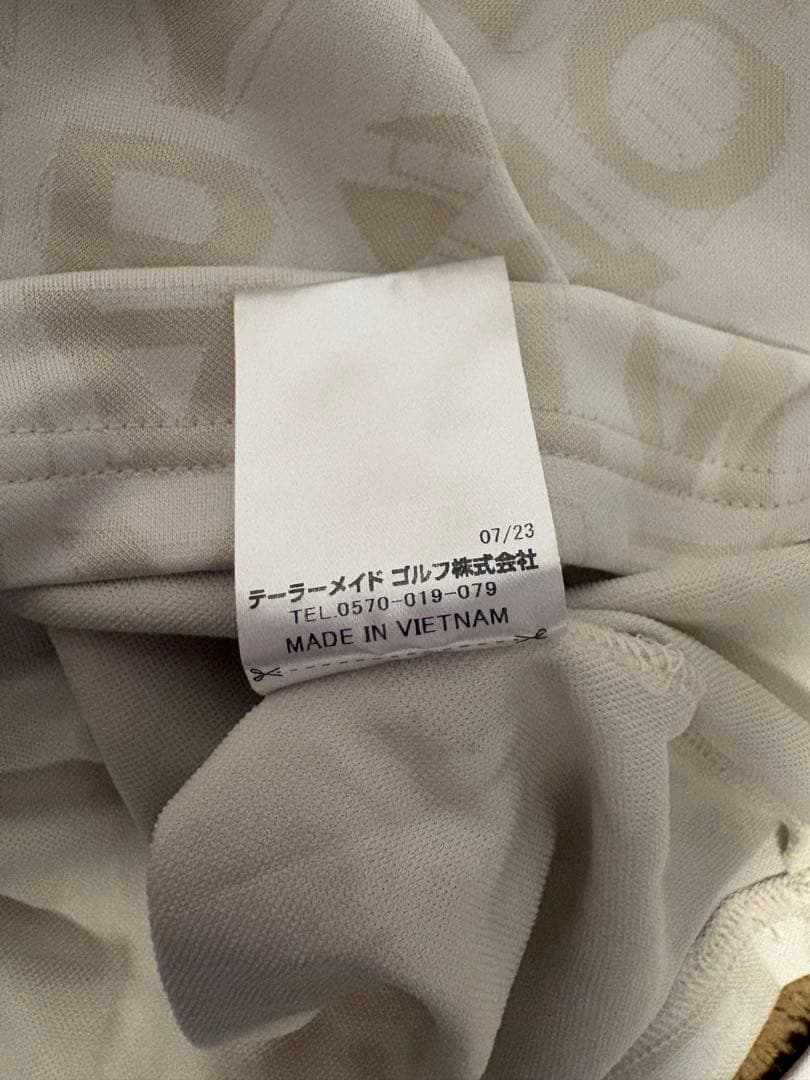 07/23
テーラーメイド ゴルフ株式会社
TEL.0570-019-079
MADE IN VIETNAM